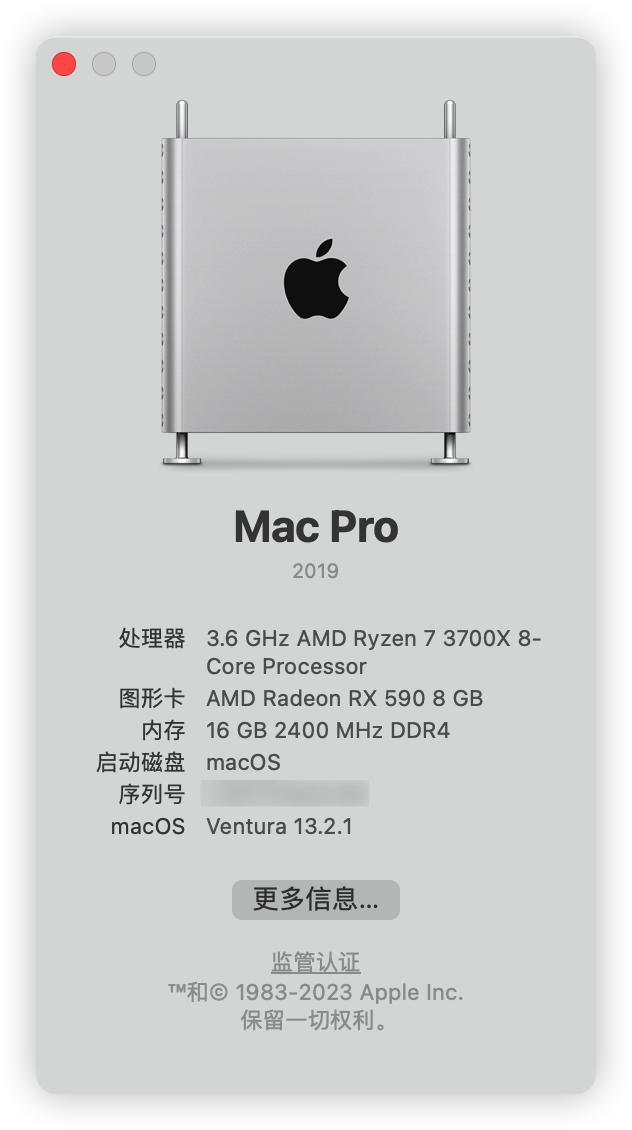 Mac Pro
2019
处理器 3.6 GHz AMD Ryzen 7 3700X 8-
Core Processor
图形卡 AMD Radeon RX 590 8 GB
内存 16 GB 2400 MHz DDR4
启动磁盘 macOS
序列号
macOS Ventura 13.2.1
更多信息...
监管认证
™和© 1983-2023 Apple Inc.
保留一切权利。